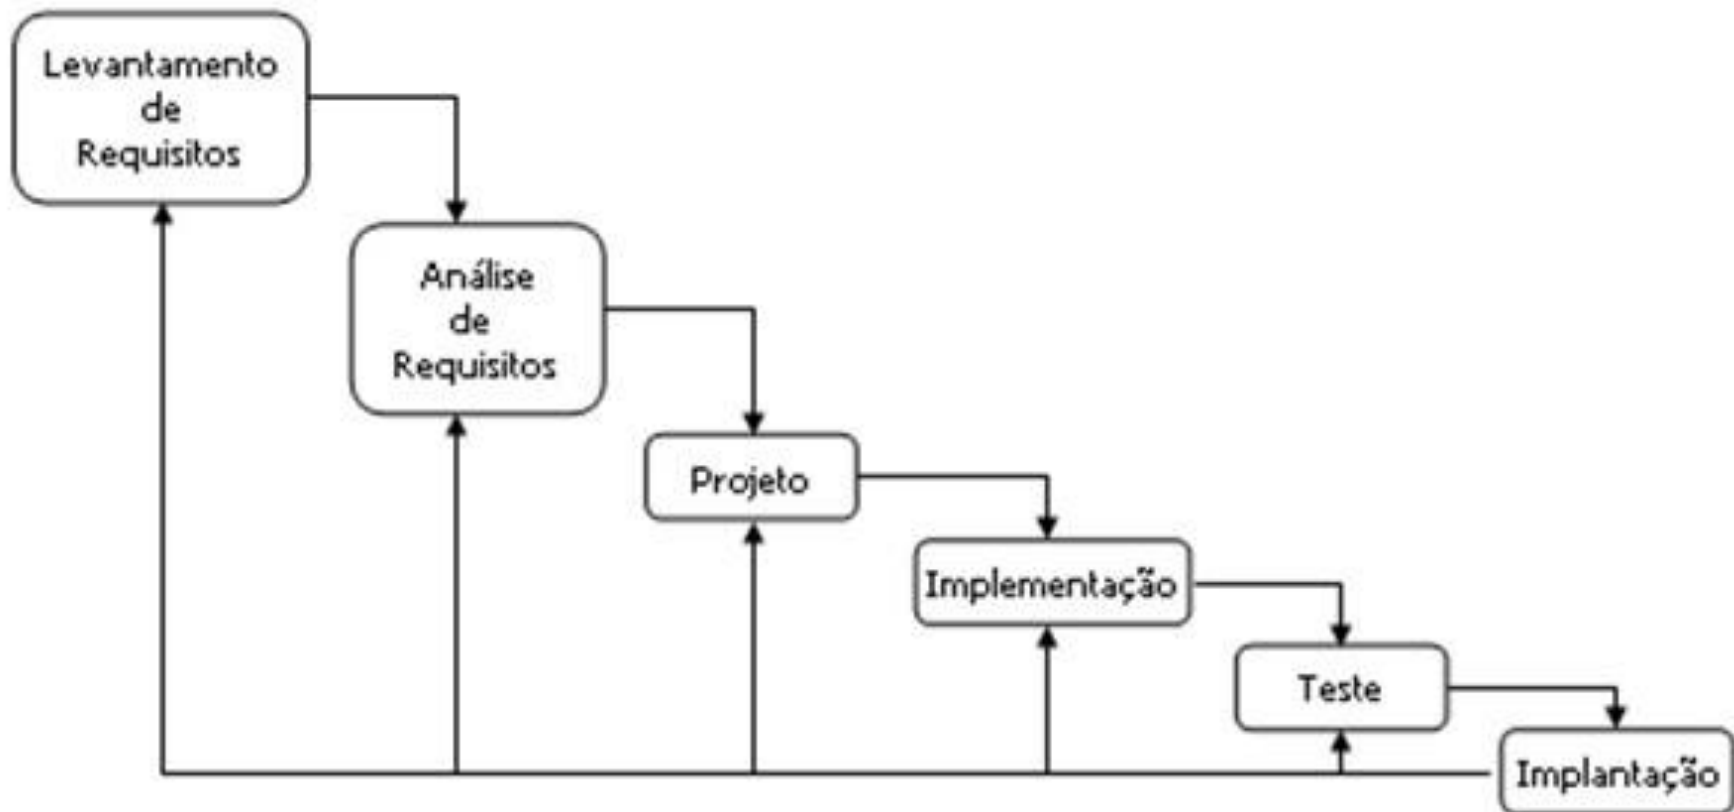 Levantamento
de
Requisitos
Análise
de
Requisitos
Projeto
Implementação
Teste
Implantação